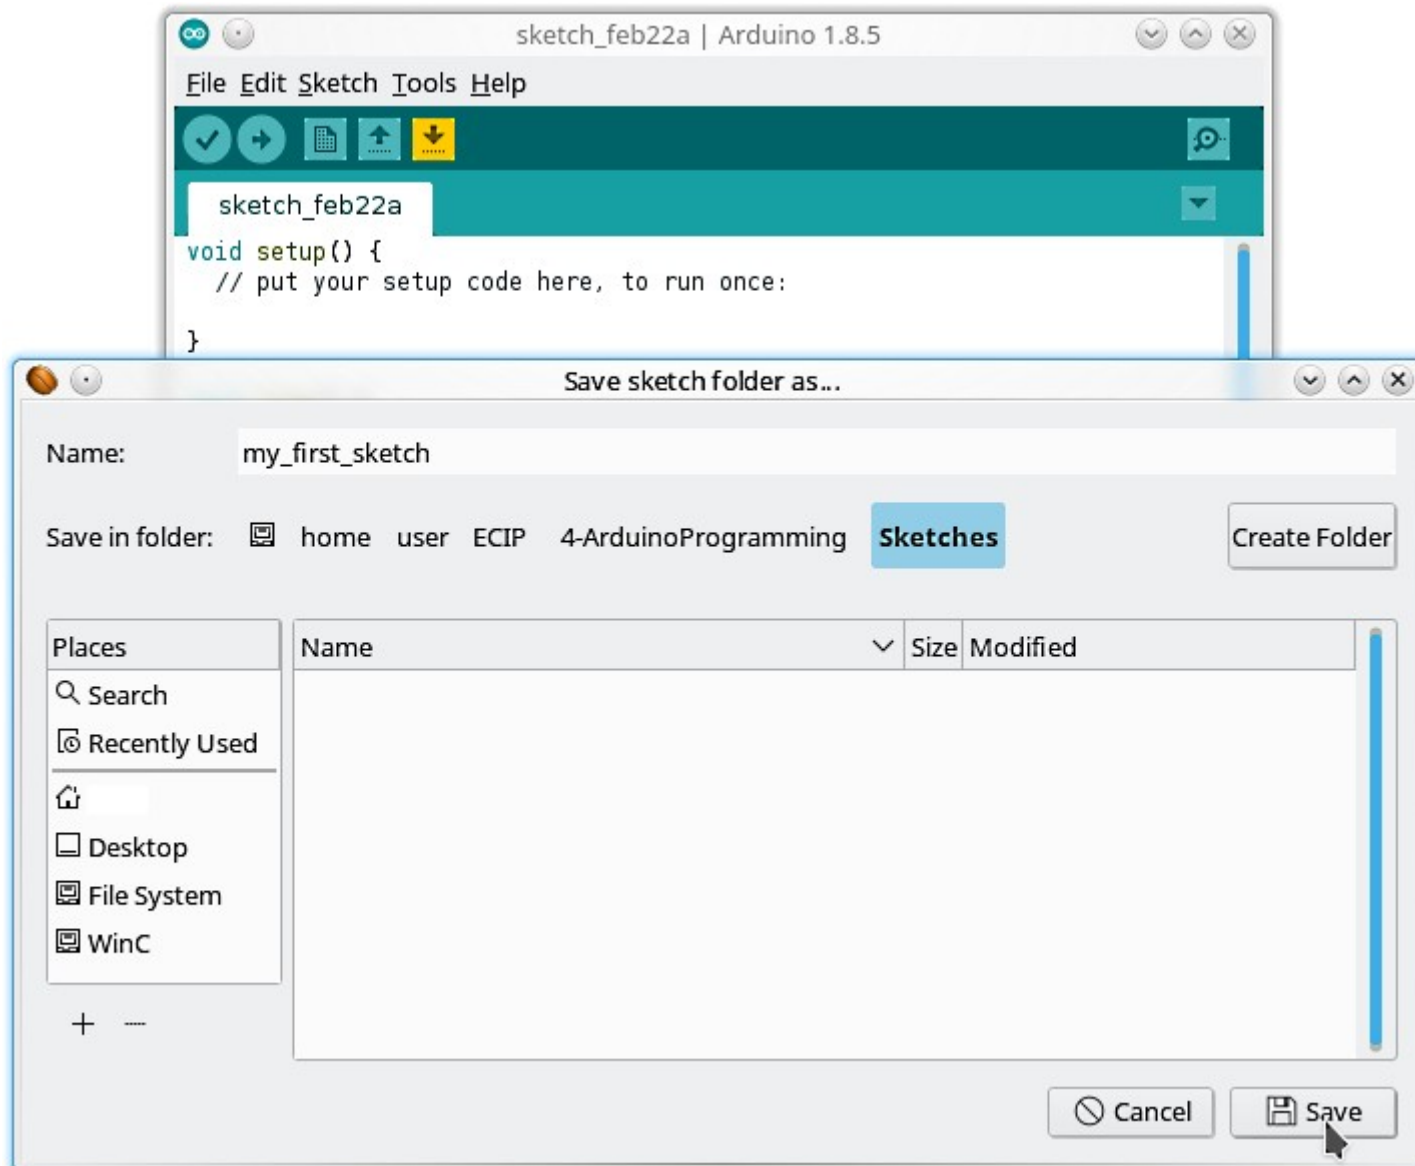 sketch_feb22a | Arduino 1.8.5
File Edit Sketch Tools Help
sketch_feb22a
void setup() {
  // put your setup code here, to run once:
}
Save sketch folder as...
Name: my_first_sketch
Save in folder: home user ECIP 4-ArduinoProgramming Sketches Create Folder
Places Name Size Modified
Search
Recently Used
Desktop
File System
WinC
Cancel Save